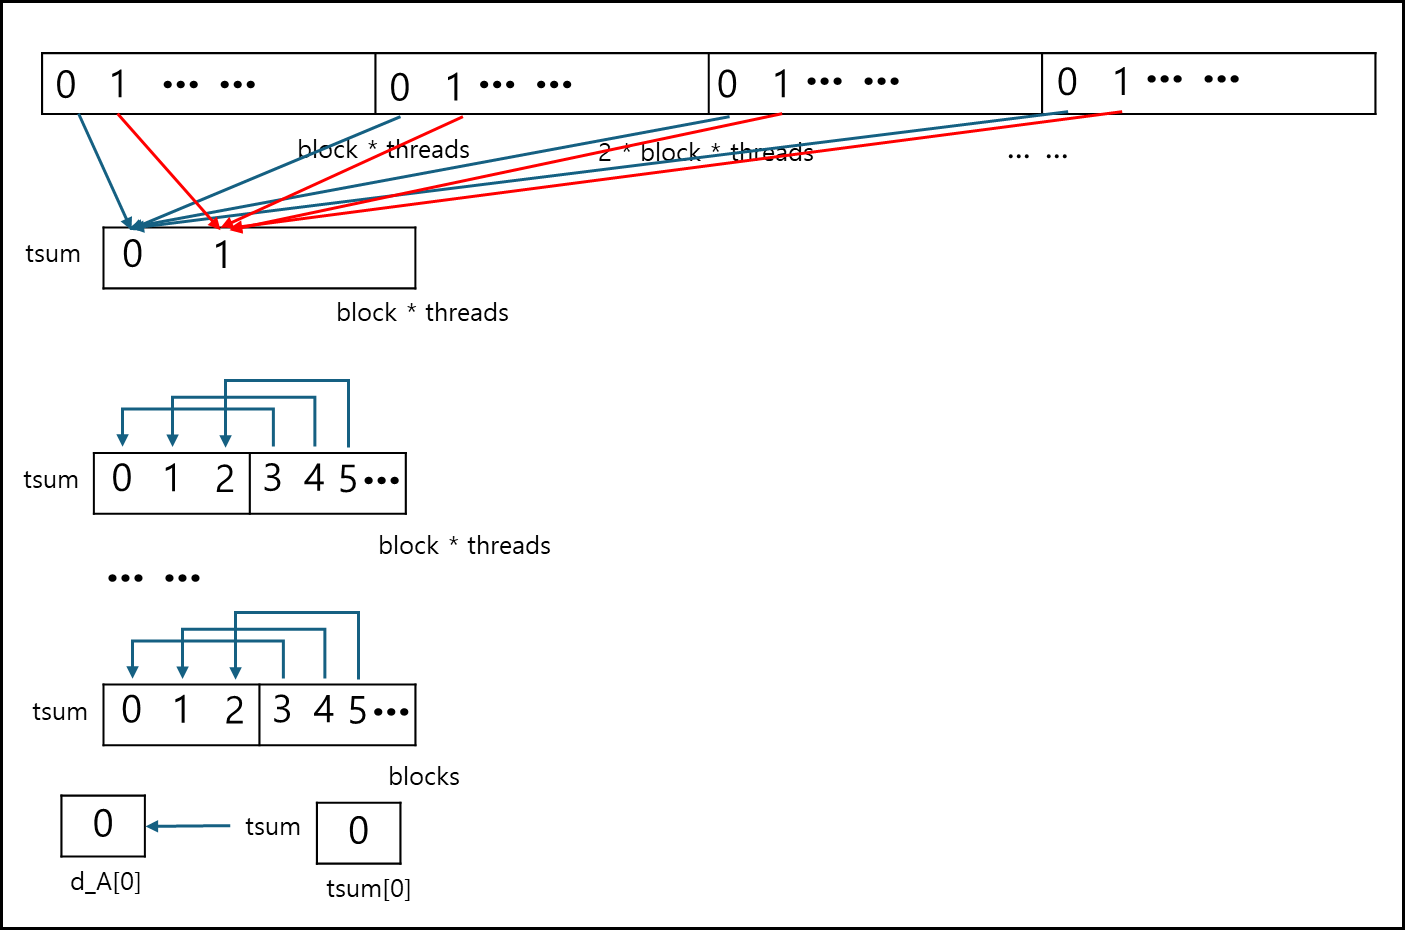 0 1 ••• ••• 0 1 ••• ••• 0 1 ••• ••• 0 1 ••• •••
block * threads 2 * block * threads ... ...
tsum 0 1
block * threads
tsum 0 1 2 3 4 5 •••
block * threads
••• •••
tsum 0 1 2 3 4 5 •••
blocks
0 tsum 0
d_A[0] tsum[0]